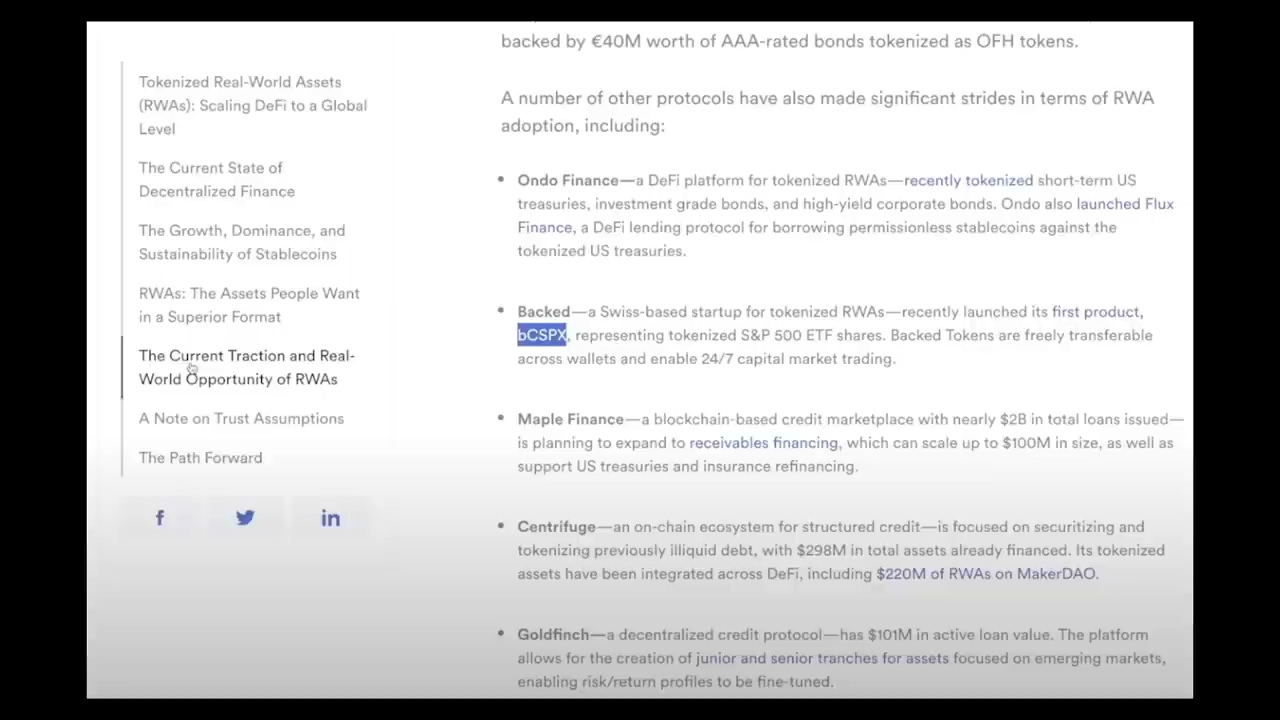 Tokenized Real-World Assets
(RWAs): Scaling DeFi to a Global
Level
The Current State of
Decentralized Finance
The Growth, Dominance, and
Sustainability of Stablecoins
RWAs: The Assets People Want
in a Superior Format
The Current Traction and Real-
World Opportunity of RWAs
A Note on Trust Assumptions
The Path Forward
f
in
backed by €40M worth of AAA-rated bonds tokenized as OFH tokens.
A number of other protocols have also made significant strides in terms of RWA
adoption, including:
• Ondo Finance—a DeFi platform for tokenized RWAs—recently tokenized short-term US
treasuries, investment grade bonds, and high-yield corporate bonds. Ondo also launched Flux
Finance, a DeFi lending protocol for borrowing permissionless stablecoins against the
tokenized US treasuries.
• Backed—a Swiss-based startup for tokenized RWAs—recently launched its first product,
bCSPX, representing tokenized S&P 500 ETF shares. Backed Tokens are freely transferable
across wallets and enable 24/7 capital market trading.
• Maple Finance—a blockchain-based credit marketplace with nearly $2B in total loans issued—
is planning to expand to receivables financing, which can scale up to $100M in size, as well as
support US treasuries and insurance refinancing.
• Centrifuge—an on-chain ecosystem for structured credit—is focused on securitizing and
tokenizing previously illiquid debt, with $298M in total assets already financed. Its tokenized
assets have been integrated across DeFi, including $220M of RWAs on MakerDAO.
• Goldfinch—a decentralized credit protocol—has $101M in active loan value. The platform
allows for the creation of junior and senior tranches for assets focused on emerging markets,
enabling risk/return profiles to be fine-tuned.